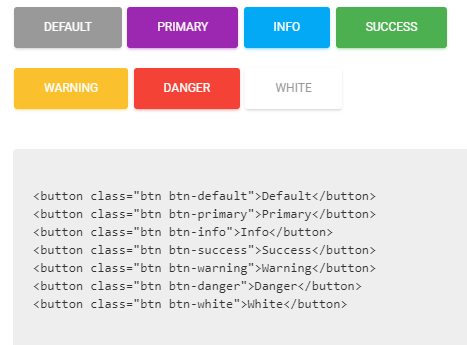 DEFAULT PRIMARY INFO SUCCESS
WARNING DANGER WHITE
<button class="btn btn-default">Default</button>
<button class="btn btn-primary">Primary</button>
<button class="btn btn-info">Info</button>
<button class="btn btn-success">Success</button>
<button class="btn btn-warning">Warning</button>
<button class="btn btn-danger">Danger</button>
<button class="btn btn-white">White</button>